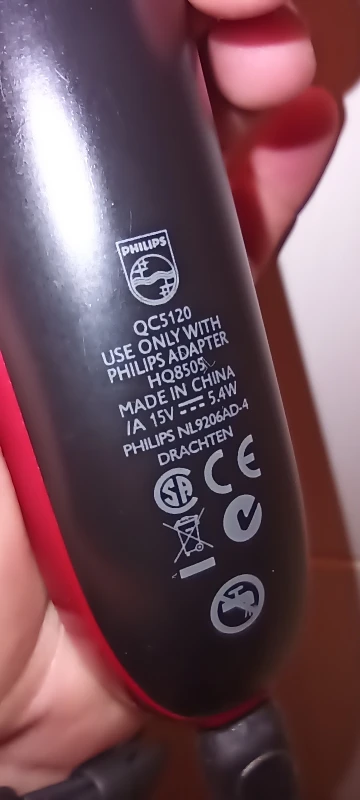 PHILIPS
QC5120
USE ONLY WITH
PHILIPS ADAPTER
HQ8505
MADE IN CHINA
/A 15V ⎓ 5.4W
PHILIPS NL9206AD-4
DRACHTEN
SA CE